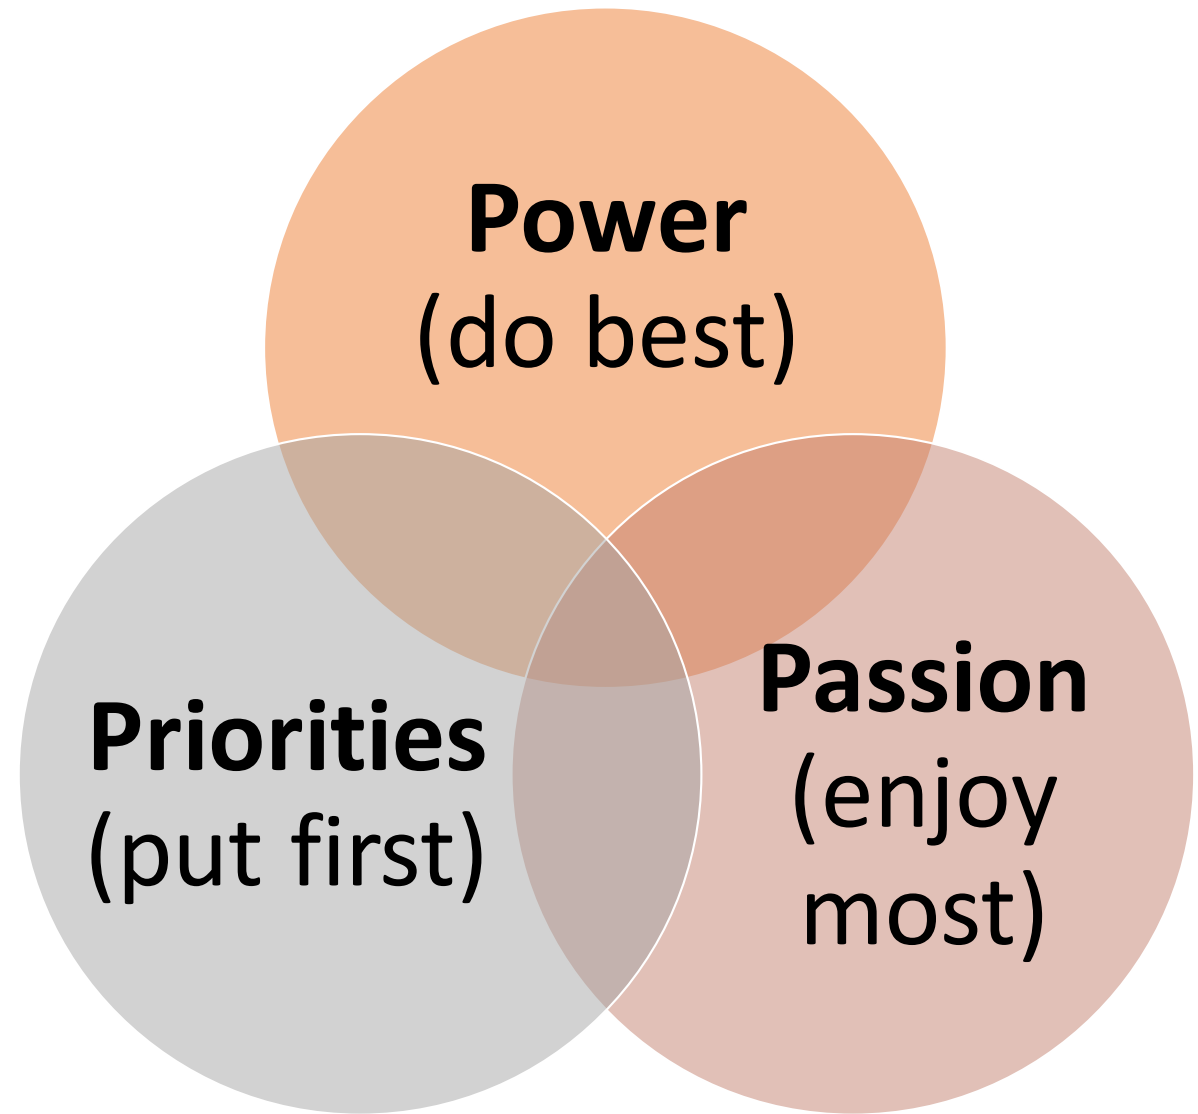 Power
(do best)
Priorities
(put first)
Passion
(enjoy
most)